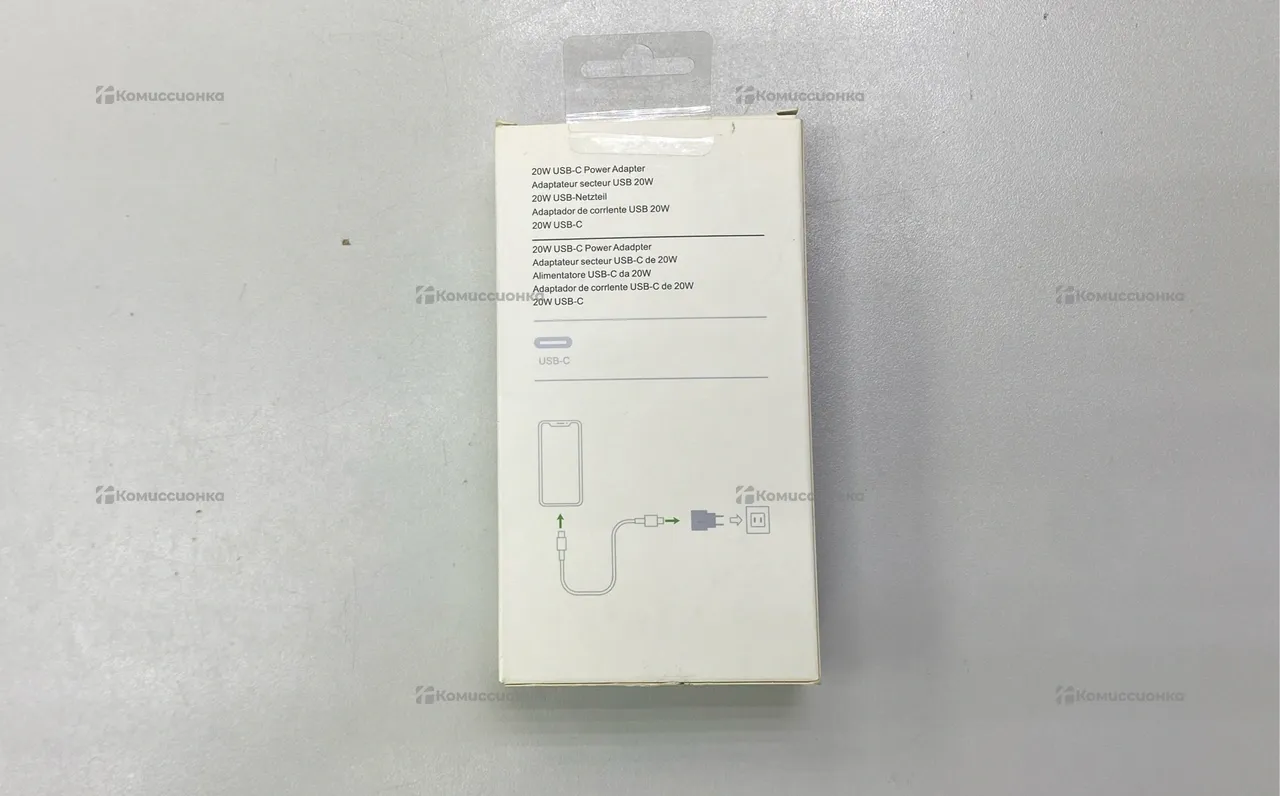 Комиссионка
Комиссионка
20W USB-C Power Adapter
Adaptateur secteur USB 20W
20W USB-Netzteil
Adaptador de corrlente USB 20W
20W USB-C
20W USB-C Power Adadpter
Adaptateur secteur USB-C de 20W
Alimentatore USB-C da 20W
Adaptador de corrlente USB-C de 20W
20W USB-C
Комиссионка
Комиссионка
USB-C
Комиссионка
Комиссионка
Комиссионка
Комиссионка